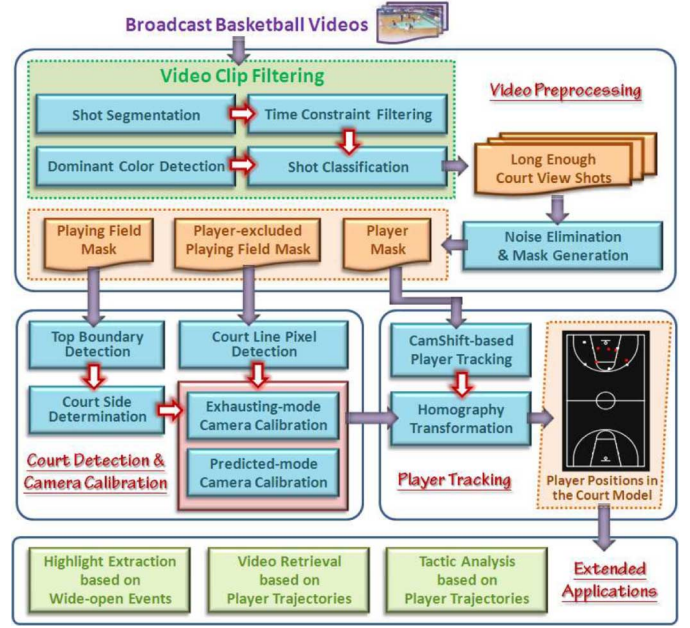 Broadcast Basketball Videos
Video Clip Filtering
Video Preprocessing
Shot Segmentation
Time Constraint Filtering
Dominant Color Detection
Shot Classification
Long Enough
Court View Shots
Playing Field
Mask
Player-excluded
Playing Field Mask
Player
Mask
Noise Elimination
& Mask Generation
Top Boundary
Detection
Court Line Pixel
Detection
CamShift-based
Player Tracking
Court Side
Determination
Exhausting-mode
Camera Calibration
Homography
Transformation
Predicted-mode
Camera Calibration
Court Detection &
Camera Calibration
Player Tracking
Player Positions in
the Court Model
Highlight Extraction
based on
Wide-open Events
Video Retrieval
based on
Player Trajectories
Tactic Analysis
based on
Player Trajectories
Extended
Applications